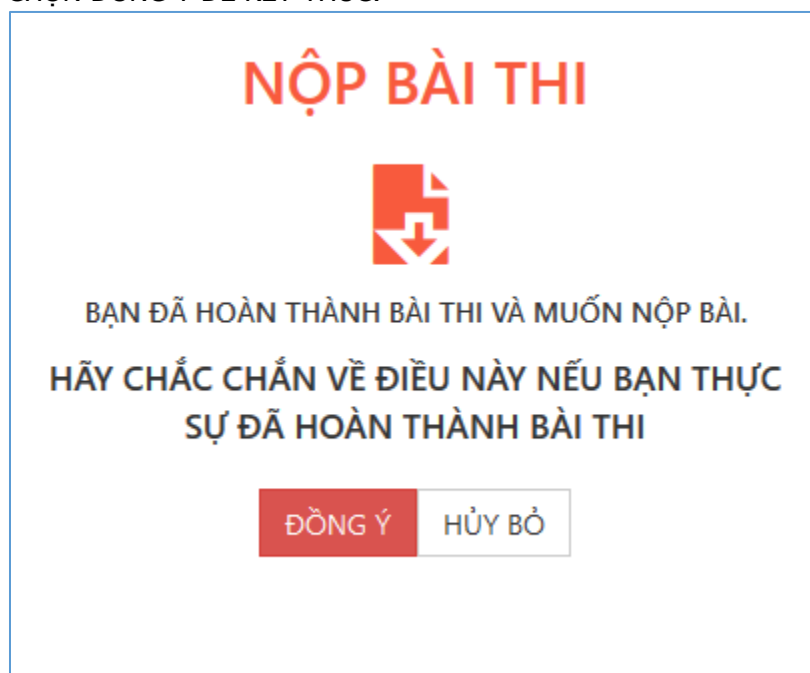 NỘP BÀI THI
BẠN ĐÃ HOÀN THÀNH BÀI THI VÀ MUỐN NỘP BÀI.
HÃY CHẮC CHẮN VỀ ĐIỀU NÀY NẾU BẠN THỰC
SỰ ĐÃ HOÀN THÀNH BÀI THI
ĐỒNG Ý
HỦY BỎ